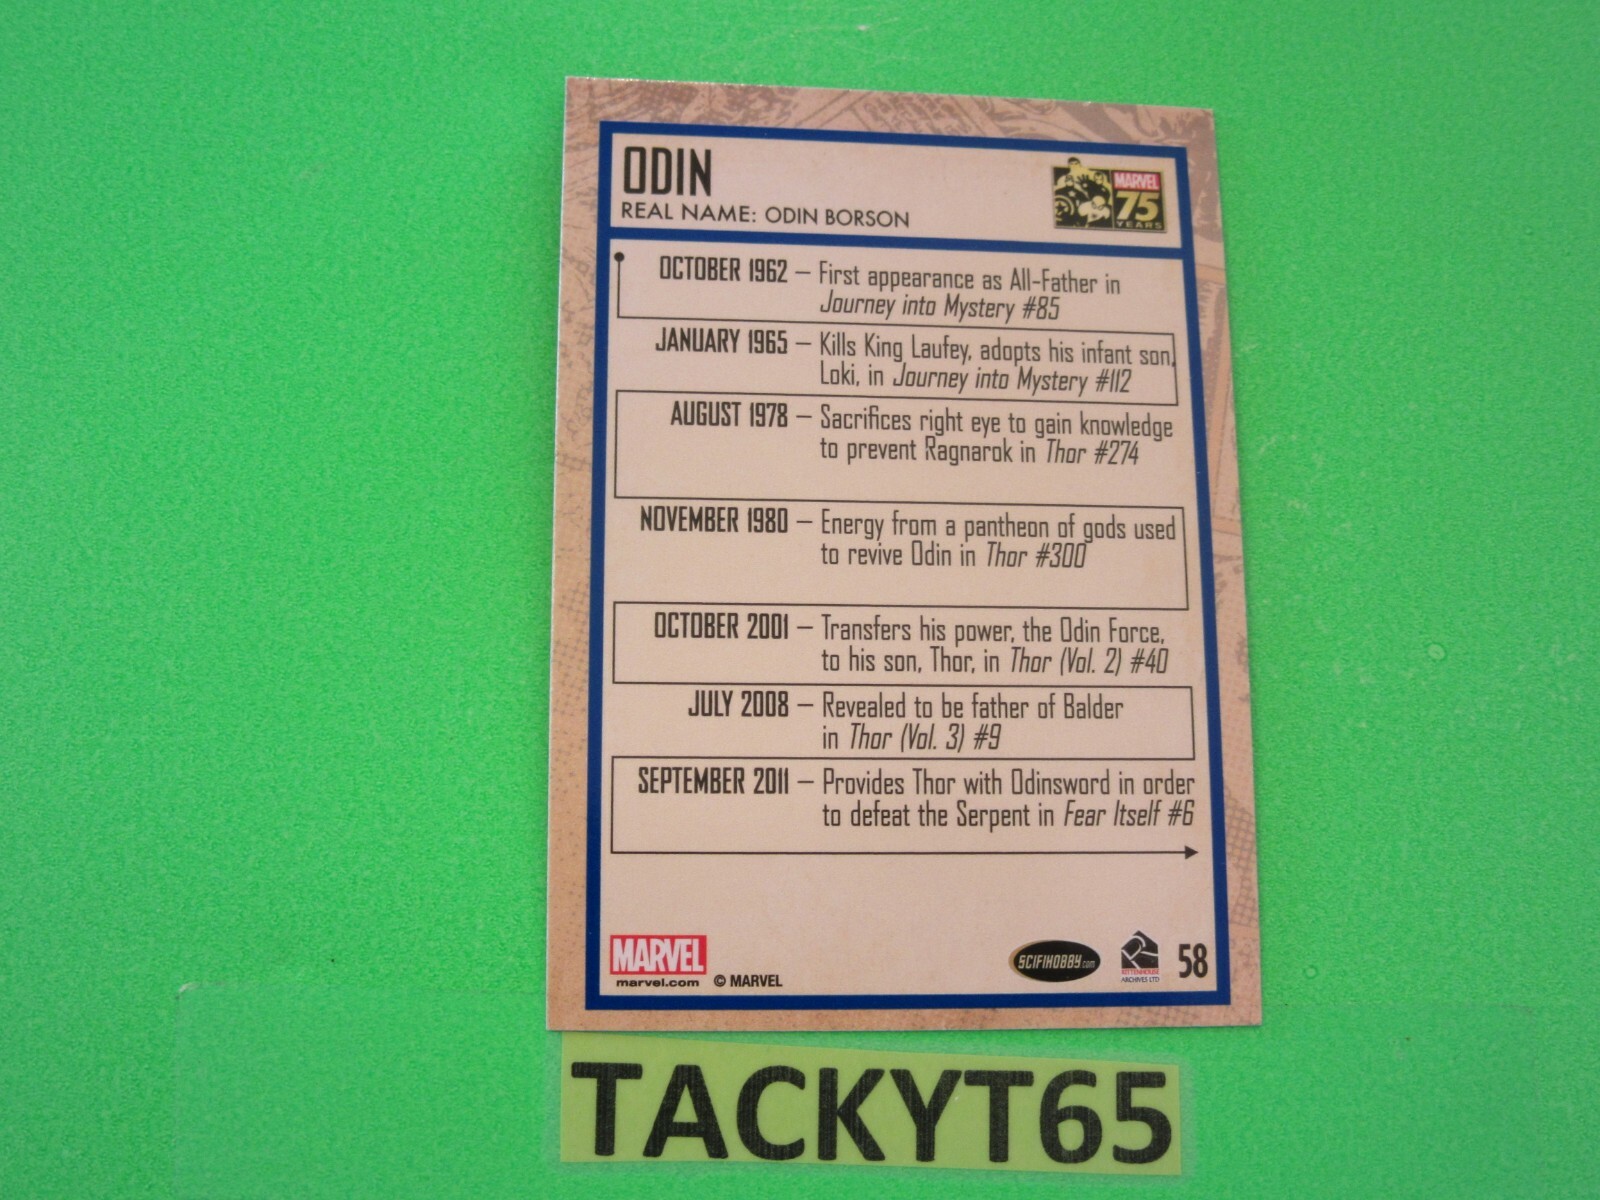 ODIN
REAL NAME: ODIN BORSON
MARVEL
75
YEARS
OCTOBER 1962 – First appearance as All-Father in
Journey into Mystery #85
JANUARY 1965 – Kills King Laufey, adopts his infant son,
Loki, in Journey into Mystery #112
AUGUST 1978 – Sacrifices right eye to gain knowledge
to prevent Ragnarok in Thor #274
NOVEMBER 1980 – Energy from a pantheon of gods used
to revive Odin in Thor #300
OCTOBER 2001 – Transfers his power, the Odin Force,
to his son, Thor, in Thor (Vol. 2) #40
JULY 2008 – Revealed to be father of Balder
in Thor (Vol. 3) #9
SEPTEMBER 2011 – Provides Thor with Odinsword in order
to defeat the Serpent in Fear Itself #6
MARVEL
marvel.com © MARVEL
SCIFIHOBBY.com
RITTENHOUSE
ARCHIVES LTD
58
TACKYT65